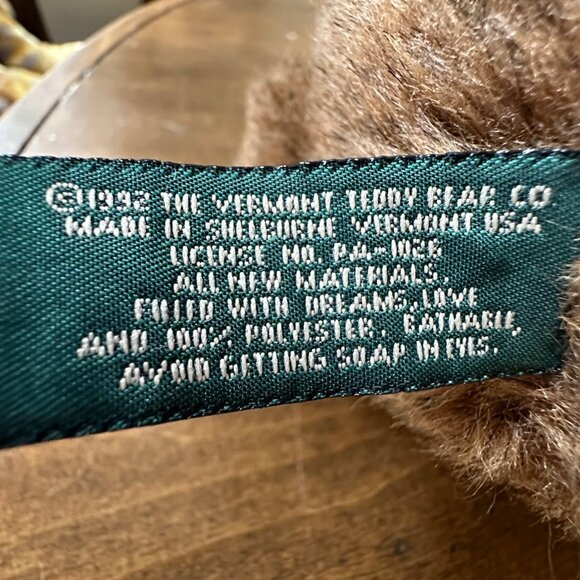 ©1992 THE VERMONT TEDDY BEAR CO
MADE IN SHELBURNE VERMONT USA
LICENSE NO. PA-1028
ALL NEW MATERIALS.
FILLED WITH DREAMS, LOVE
AND 100% POLYESTER. BATHABLE,
AVOID GETTING SOAP IN EYES.